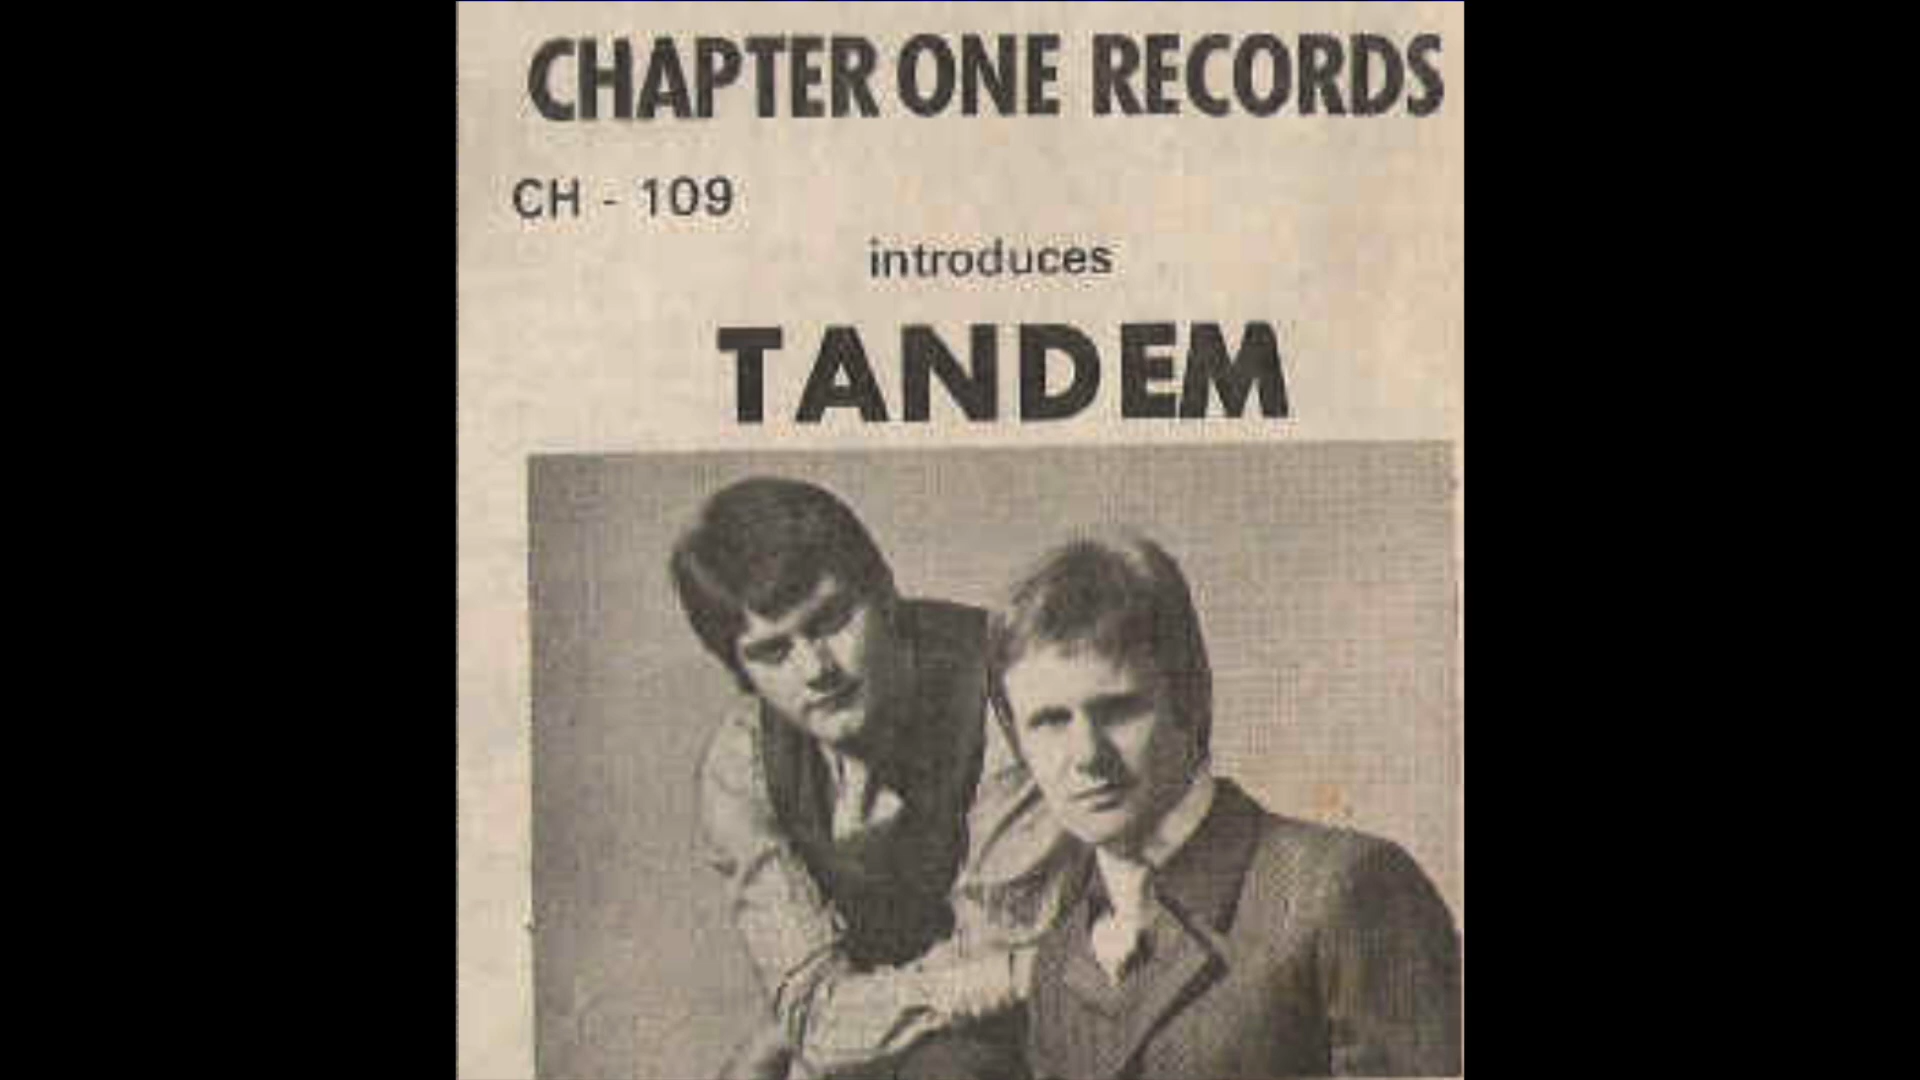 CHAPTER ONE RECORDS
CH - 109
introduces
TANDEM